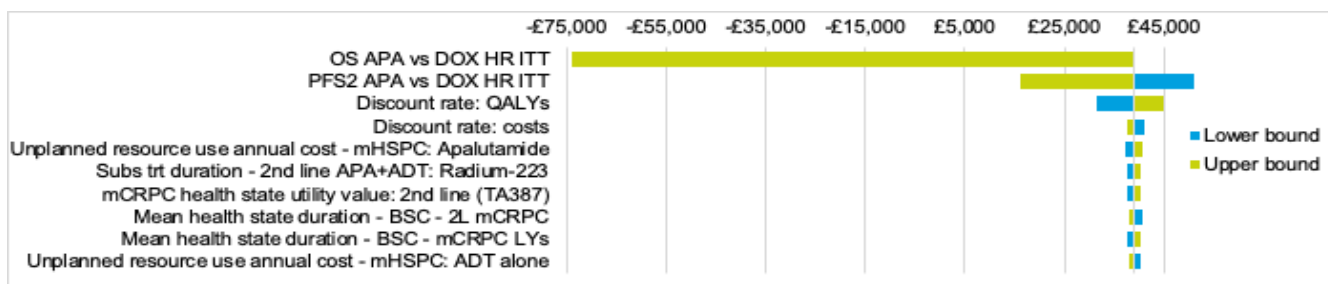 -£75,000 -£55,000 -£35,000 -£15,000 £5,000 £25,000 £45,000
OS APA vs DOX HR ITT
PFS2 APA vs DOX HR ITT
Discount rate: QALYs
Discount rate: costs
Unplanned resource use annual cost - mHSPC: Apalutamide
Subs trt duration - 2nd line APA+ADT: Radium-223
mCRPC health state utility value: 2nd line (TA387)
Mean health state duration - BSC - 2L mCRPC
Mean health state duration - BSC - mCRPC LYs
Unplanned resource use annual cost - mHSPC: ADT alone
Lower bound
Upper bound